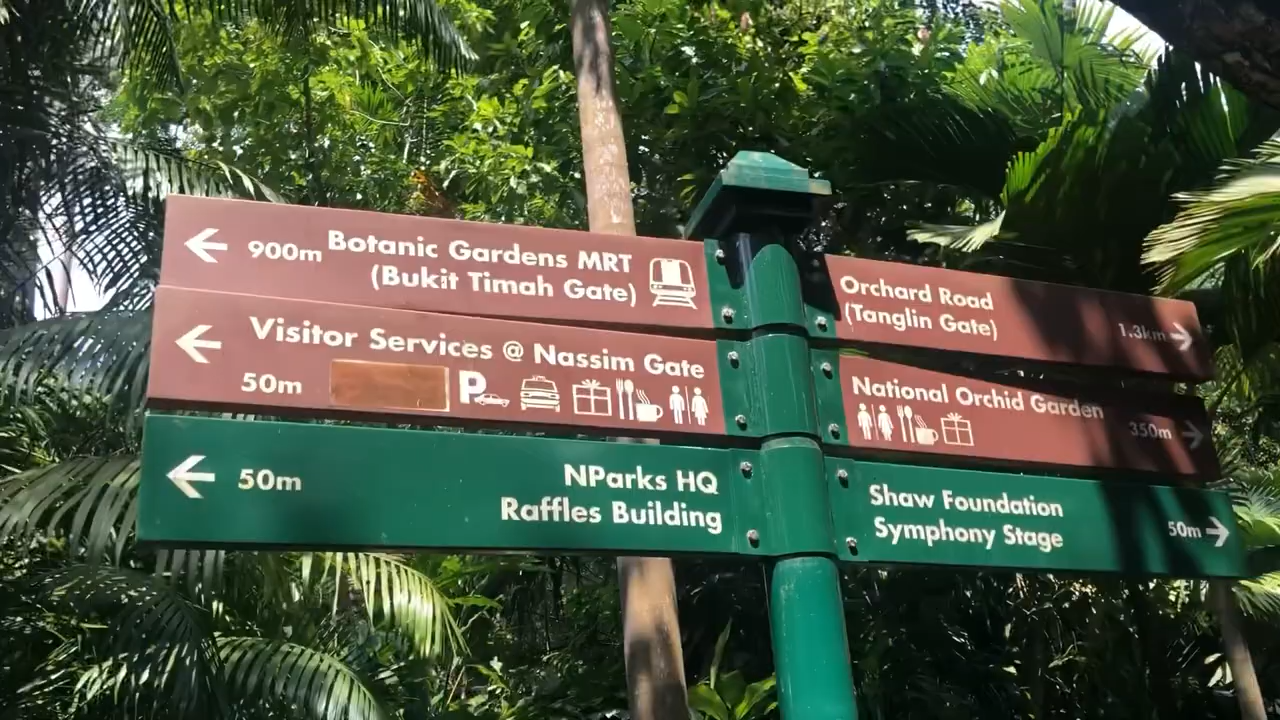 900m Botanic Gardens MRT
(Bukit Timah Gate)
Visitor Services @ Nassim Gate
50m P
50m NParks HQ
Raffles Building
Orchard Road
(Tanglin Gate) 1.3km
National Orchid Garden
350m
Shaw Foundation
Symphony Stage 50m